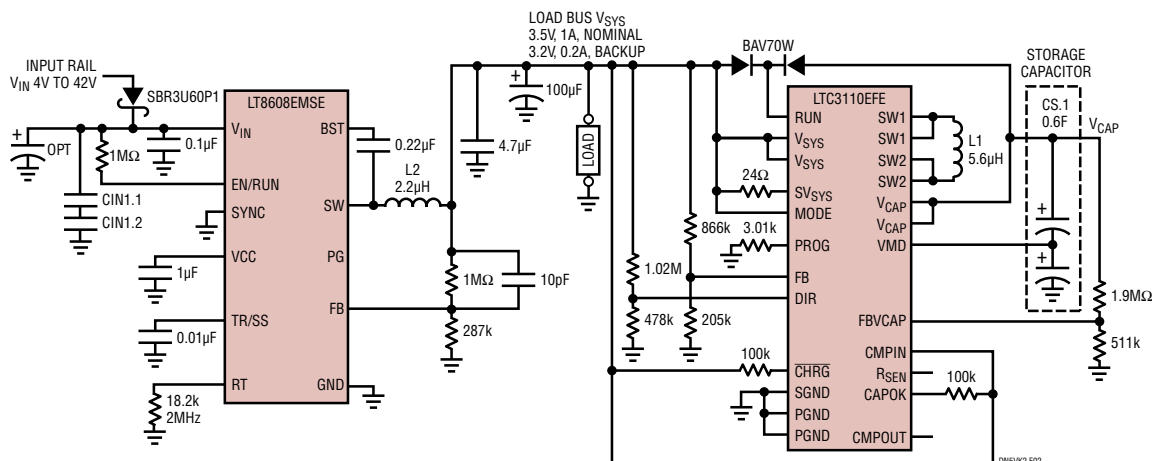 LOAD BUS VSYS
3.5V, 1A, NOMINAL
3.2V, 0.2A, BACKUP
INPUT RAIL
VIN 4V TO 42V
SBR3U60P1
OPT
1MΩ
0.1µF
CIN1.1
CIN1.2
LT8608EMSE
VIN
EN/RUN
SYNC
VCC
TR/SS
RT
BST
SW
PG
FB
GND
1µF
0.01µF
18.2k
2MHz
0.22µF
L2
2.2µH
4.7µF
100µF
LOAD
1MΩ
10pF
287k
BAV70W
24Ω
3.01k
866k
1.02M
478k
205k
100k
LTC3110EFE
RUN
VSYS
VSYS
SVSYS
MODE
PROG
FB
DIR
CHRG
SGND
PGND
PGND
SW1
SW1
SW2
SW2
VCAP
VCAP
VMD
FBVCAP
CMPIN
RSEN
CAPOK
CMPOUT
L1
5.6µH
STORAGE
CAPACITOR
CS.1
0.6F
VCAP
1.9MΩ
511k
100k